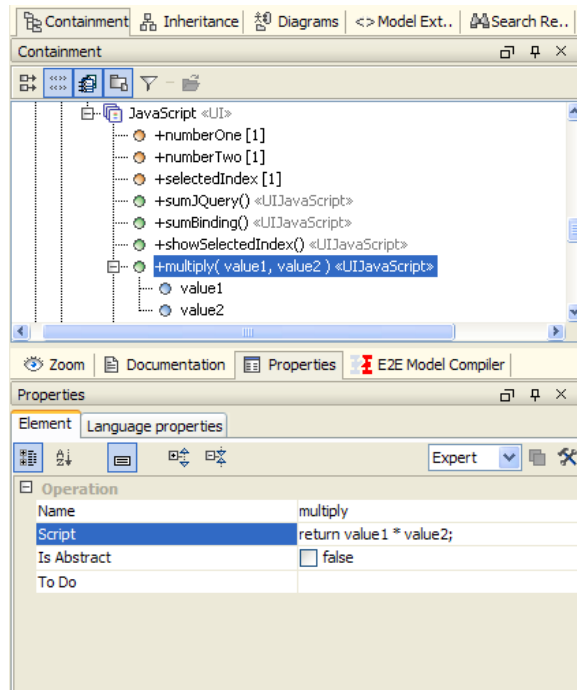 Containment Inheritance Diagrams <> Model Ext.. Search Re..
Containment
JavaScript «UI»
+numberOne [1]
+numberTwo [1]
+selectedIndex [1]
+sumJQuery() «UIJavaScript»
+sumBinding() «UIJavaScript»
+showSelectedIndex() «UIJavaScript»
+multiply( value1, value2 ) «UIJavaScript»
value1
value2
Zoom Documentation Properties E2E Model Compiler
Properties
Element Language properties
Expert
Operation
Name multiply
Script return value1 * value2;
Is Abstract false
To Do